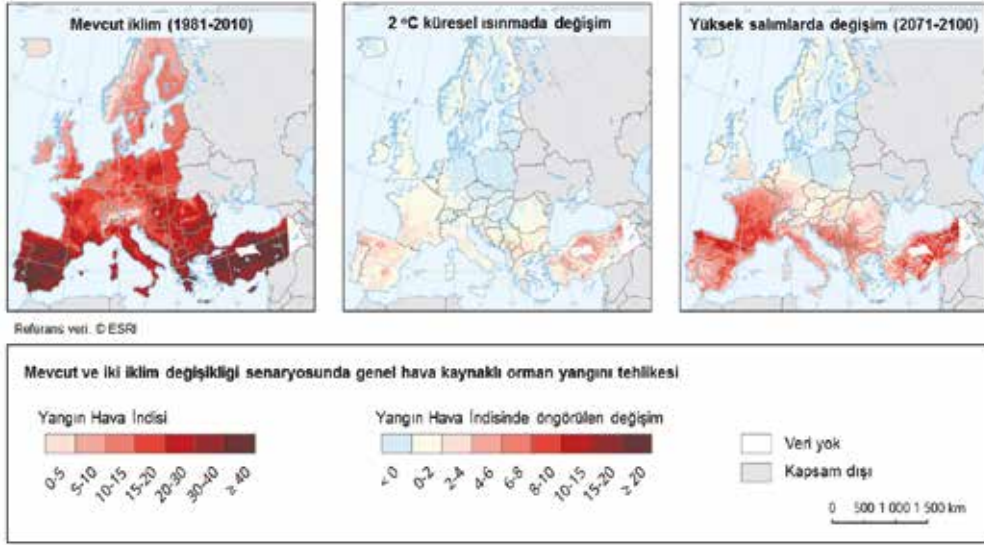 Mevcut iklim (1981-2010)
2 °C küresel ısınmada değişim
Yüksek salımlarda değişim (2071-2100)
Referans veri. © ESRI
Mevcut ve iki iklim değişikliği senaryosunda genel hava kaynaklı orman yangını tehlikesi
Yangın Hava İndisi
0-5
5-10
10-15
15-20
20-30
30-40
≥ 40
Yangın Hava İndisinde öngörülen değişim
< 0
0-2
2-4
4-6
6-8
8-10
10-15
15-20
≥ 20
Veri yok
Kapsam dışı
0 500 1 000 1 500 km